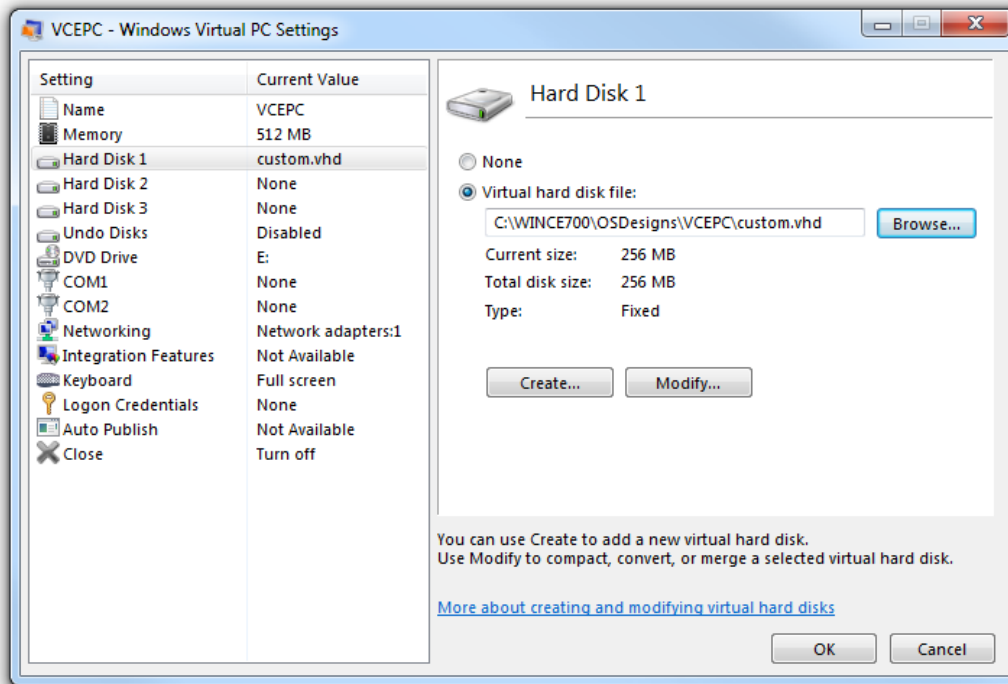 VCEPC - Windows Virtual PC Settings
Setting Current Value
Name VCEPC
Memory 512 MB
Hard Disk 1 custom.vhd
Hard Disk 2 None
Hard Disk 3 None
Undo Disks Disabled
DVD Drive E:
COM1 None
COM2 None
Networking Network adapters:1
Integration Features Not Available
Keyboard Full screen
Logon Credentials None
Auto Publish Not Available
Close Turn off
Hard Disk 1
None
Virtual hard disk file:
C:\WINCE700\OSDesigns\VCEPC\custom.vhd Browse...
Current size: 256 MB
Total disk size: 256 MB
Type: Fixed
Create... Modify...
You can use Create to add a new virtual hard disk.
Use Modify to compact, convert, or merge a selected virtual hard disk.
More about creating and modifying virtual hard disks
OK Cancel